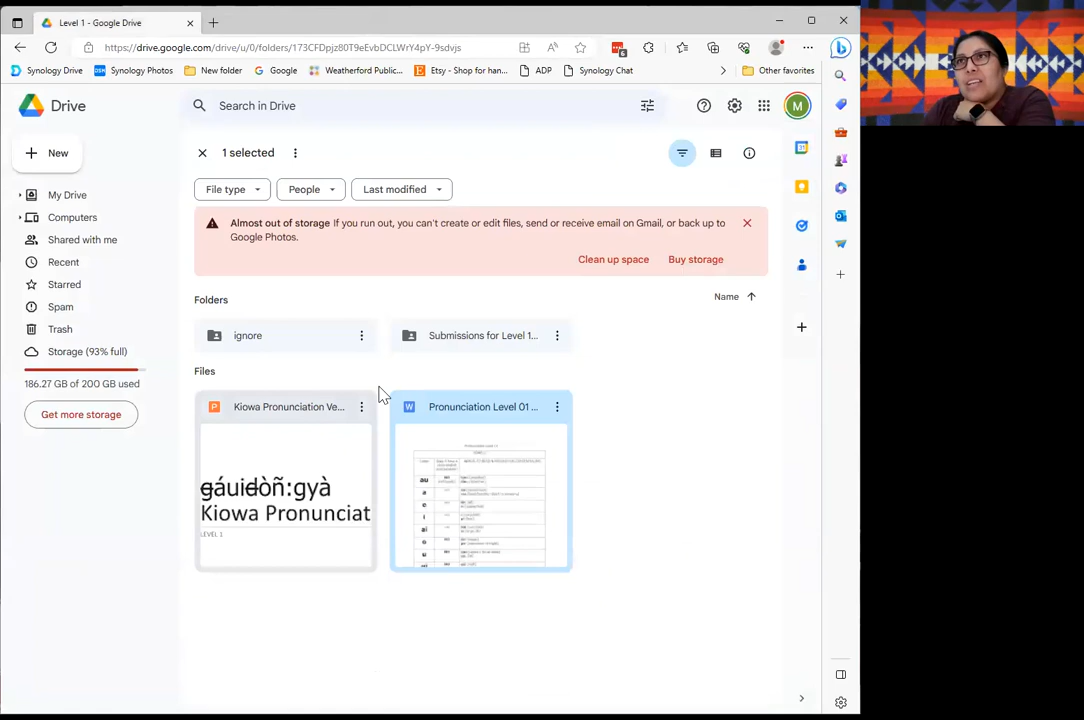 Level 1 - Google Drive
https://drive.google.com/drive/u/0/folders/173CFDpjz80T9eEvbDCLWrY4pY-9sdvjs
Synology Drive
DSM Synology Photos
New folder
Google
Weatherford Public...
Etsy - Shop for han...
ADP
Synology Chat
Other favorites
Drive
Search in Drive
M
New
1 selected
File type
People
Last modified
My Drive
Computers
Shared with me
Recent
Starred
Spam
Trash
Storage (93% full)
186.27 GB of 200 GB used
Get more storage
Almost out of storage If you run out, you can't create or edit files, send or receive email on Gmail, or back up to
Google Photos.
Clean up space
Buy storage
Folders
Name
ignore
Submissions for Level 1...
Files
P Kiowa Pronunciation Ve...
W Pronunciation Level 01 ...
gáuidòñ:gyà
Kiowa Pronunciat
LEVEL 1
au
a
e
i
ai
o
u